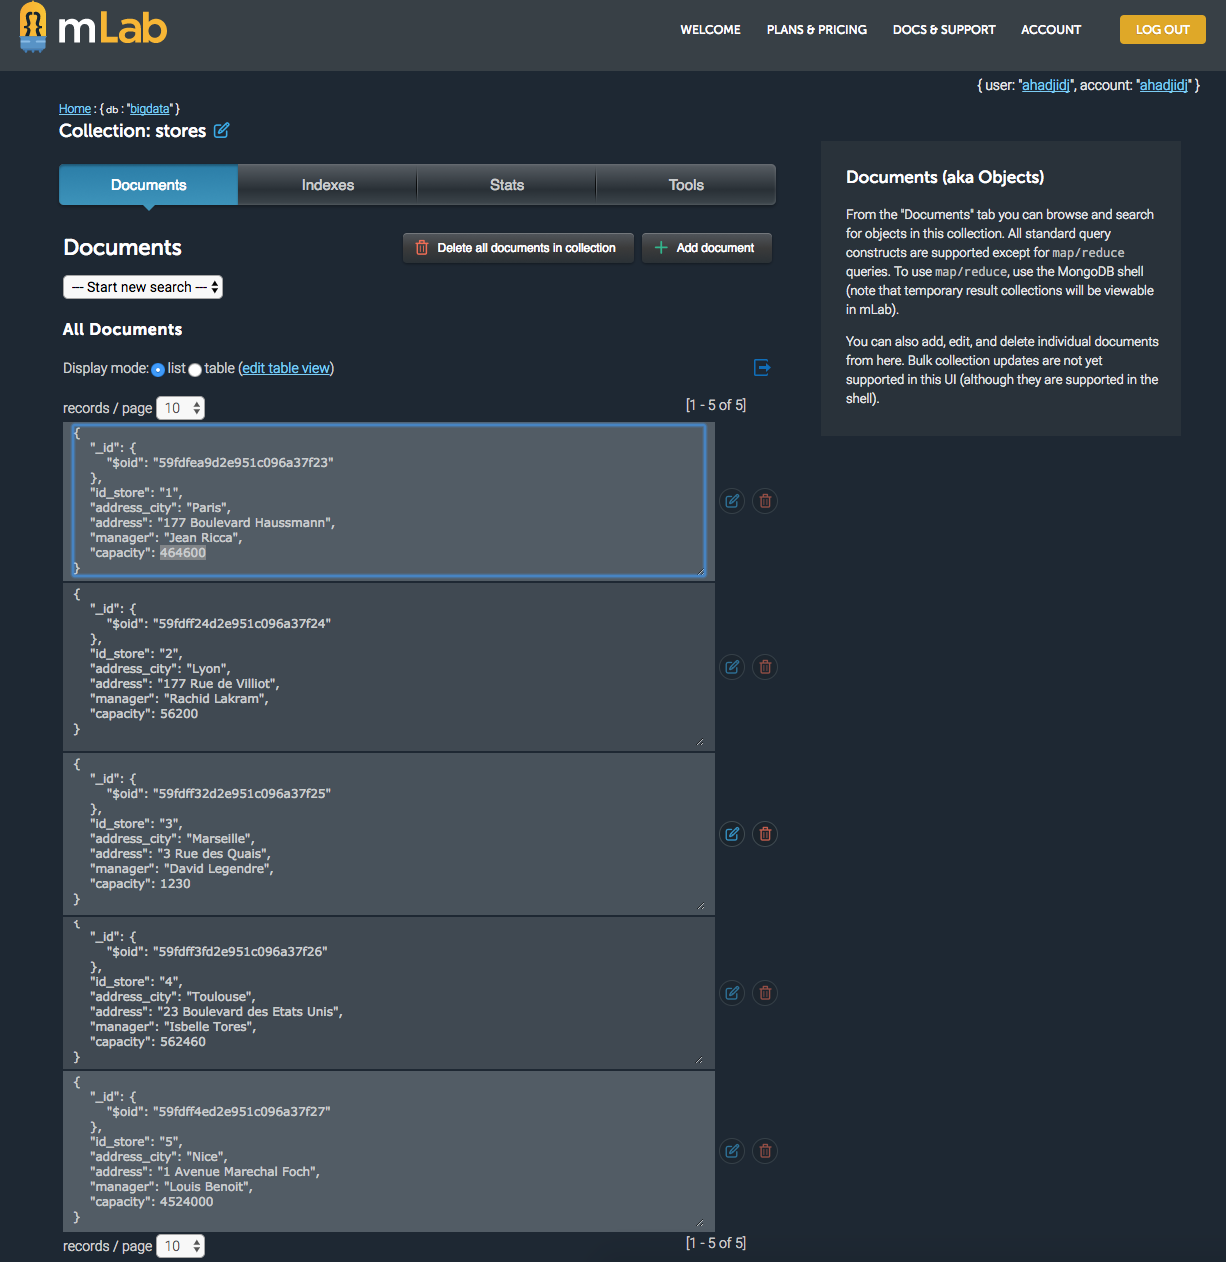 mLab
WELCOME PLANS & PRICING DOCS & SUPPORT ACCOUNT LOG OUT
{ user: "ahadjidj", account: "ahadjidj" }
Home : { db : "bigdata" }
Collection: stores
Documents Indexes Stats Tools
Documents
Delete all documents in collection
Add document
-- Start new search --
All Documents
Display mode: list table (edit table view)
records / page 10 [1 - 5 of 5]
{
"_id": {
"$oid": "59fdfea9d2e951c096a37f23"
},
"id_store": "1",
"address_city": "Paris",
"address": "177 Boulevard Haussmann",
"manager": "Jean Ricca",
"capacity": 464600
}
{
"_id": {
"$oid": "59fdff24d2e951c096a37f24"
},
"id_store": "2",
"address_city": "Lyon",
"address": "177 Rue de Villiot",
"manager": "Rachid Lakram",
"capacity": 56200
}
{
"_id": {
"$oid": "59fdff32d2e951c096a37f25"
},
"id_store": "3",
"address_city": "Marseille",
"address": "3 Rue des Quais",
"manager": "David Legendre",
"capacity": 1230
}
{
"_id": {
"$oid": "59fdff3fd2e951c096a37f26"
},
"id_store": "4",
"address_city": "Toulouse",
"address": "23 Boulevard des Etats Unis",
"manager": "Isbelle Tores",
"capacity": 562460
}
{
"_id": {
"$oid": "59fdff4ed2e951c096a37f27"
},
"id_store": "5",
"address_city": "Nice",
"address": "1 Avenue Marechal Foch",
"manager": "Louis Benoit",
"capacity": 4524000
}
records / page 10 [1 - 5 of 5]
Documents (aka Objects)
From the "Documents" tab you can browse and search
for objects in this collection. All standard query
constructs are supported except for map/reduce
queries. To use map/reduce, use the MongoDB shell
(note that temporary result collections will be viewable
in mLab).
You can also add, edit, and delete individual documents
from here. Bulk collection updates are not yet
supported in this UI (although they are supported in the
shell).